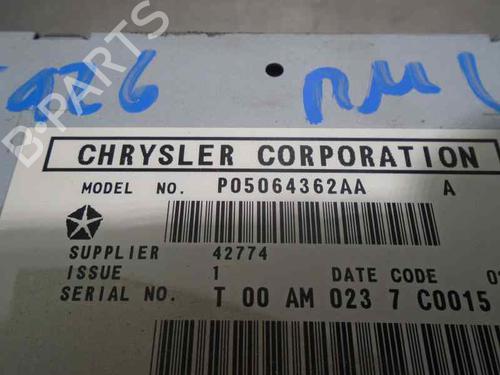 926
CHRYSLER CORPORATION
MODEL NO. P05064362AA A
SUPPLIER 42774
ISSUE 1 DATE CODE
SERIAL NO. T 00 AM 023 7 C0015
B-PARTS